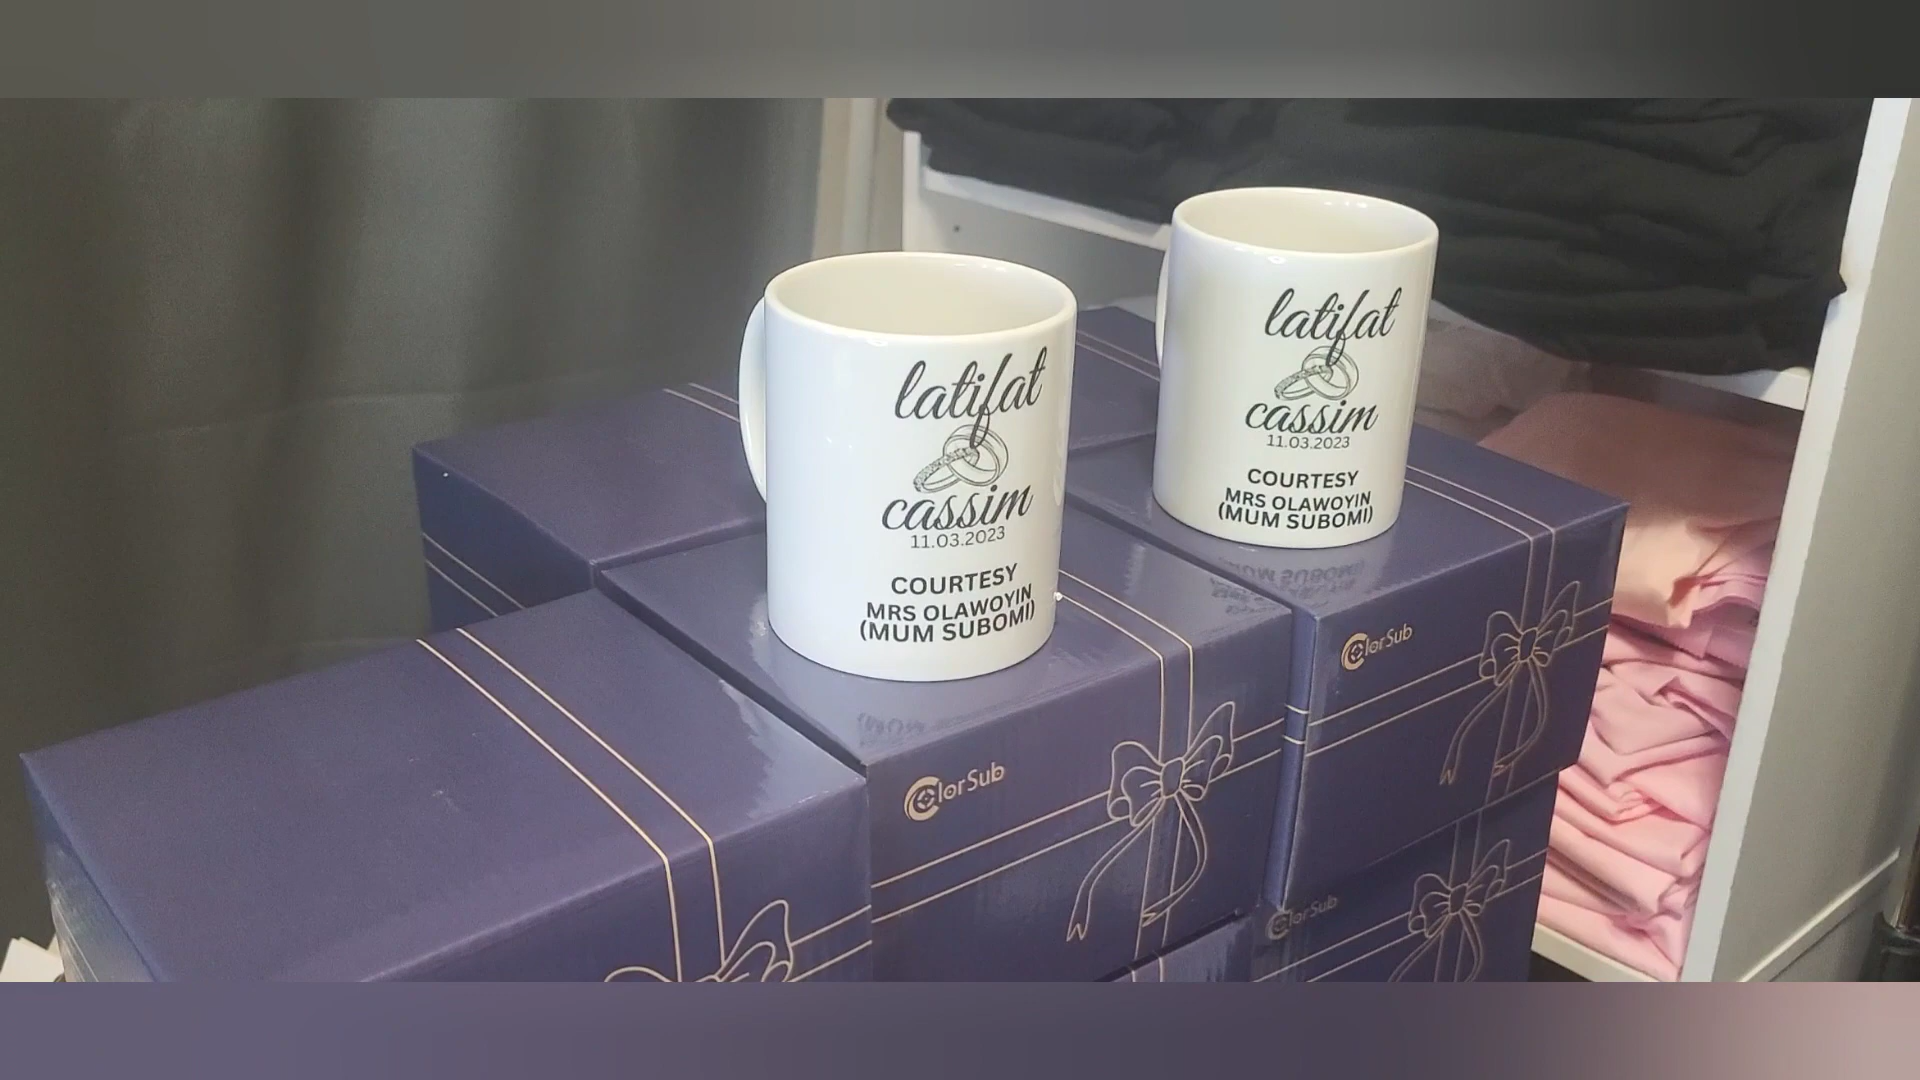 latifat
cassim
11.03.2023
COURTESY
MRS OLAWOYIN
(MUM SUBOMI)
latifat
cassim
11.03.2023
COURTESY
MRS OLAWOYIN
(MUM SUBOMI)
ColorSub
ColorSub
ColorSub